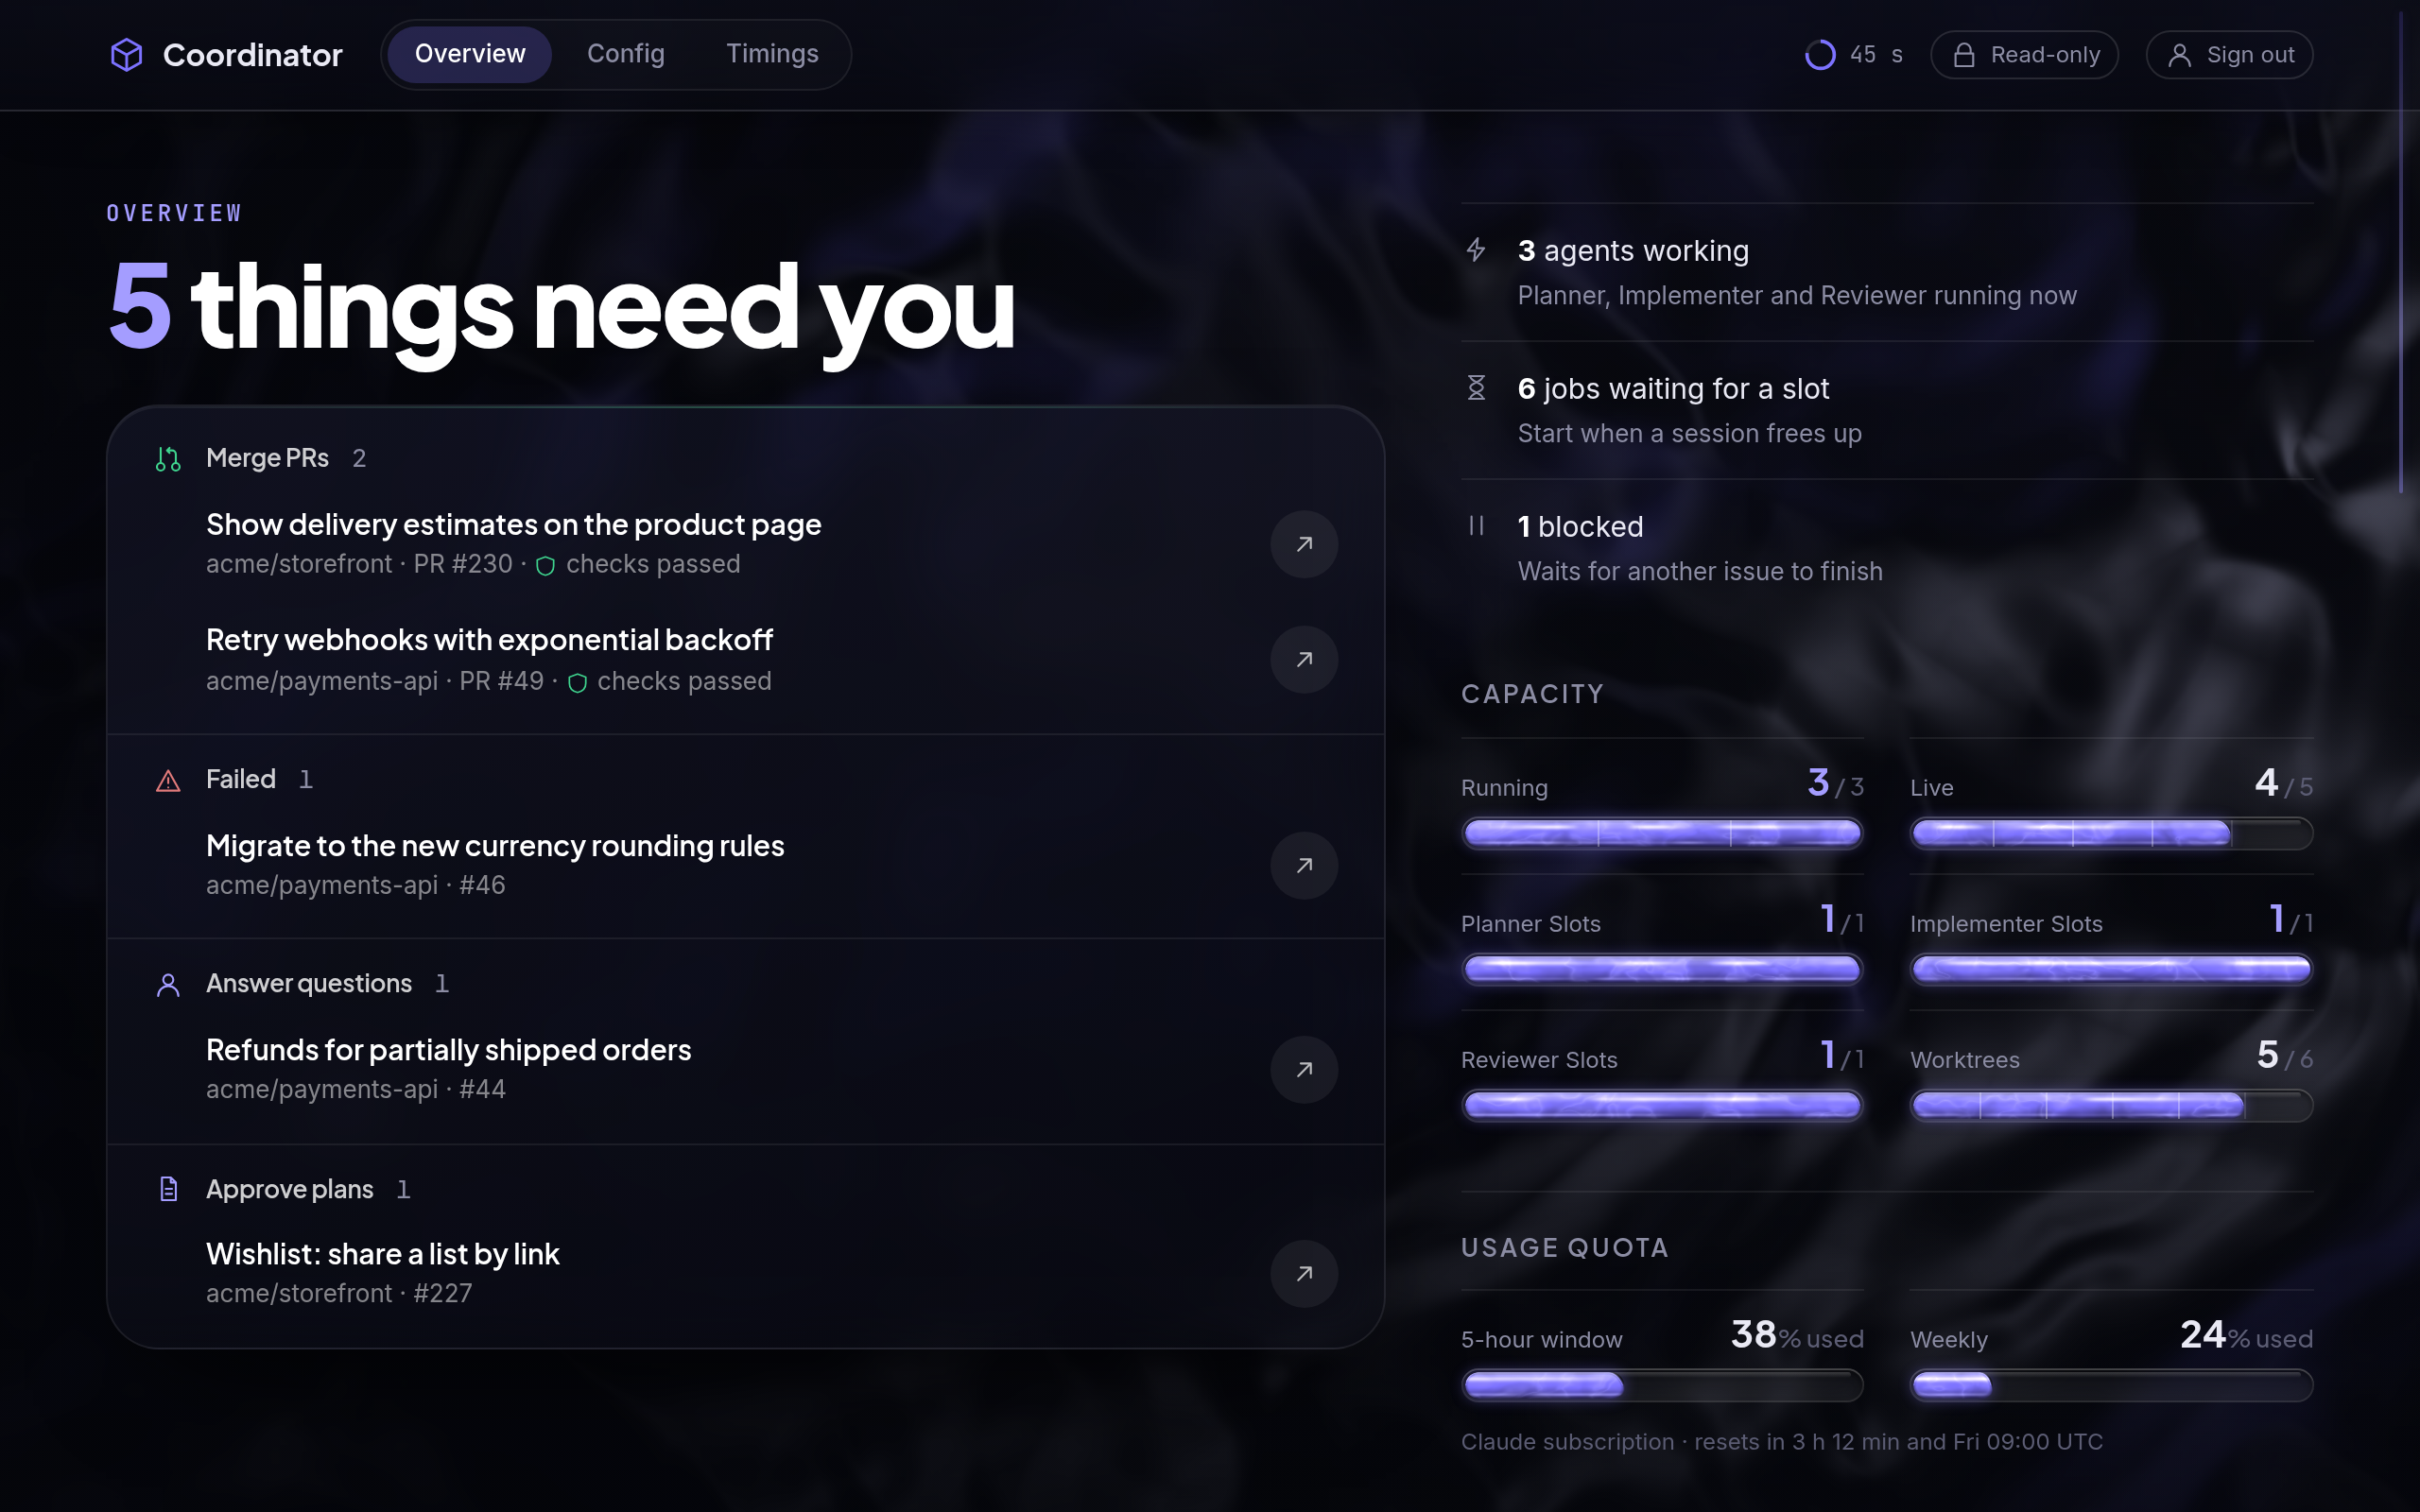 Coordinator
Overview
Config
Timings
45 s
Read-only
Sign out
OVERVIEW
5 things need you
Merge PRs 2
Show delivery estimates on the product page
acme/storefront · PR #230 · checks passed
Retry webhooks with exponential backoff
acme/payments-api · PR #49 · checks passed
Failed 1
Migrate to the new currency rounding rules
acme/payments-api · #46
Answer questions 1
Refunds for partially shipped orders
acme/payments-api · #44
Approve plans 1
Wishlist: share a list by link
acme/storefront · #227
3 agents working
Planner, Implementer and Reviewer running now
6 jobs waiting for a slot
Start when a session frees up
1 blocked
Waits for another issue to finish
CAPACITY
Running 3 / 3
Live 4 / 5
Planner Slots 1 / 1
Implementer Slots 1 / 1
Reviewer Slots 1 / 1
Worktrees 5 / 6
USAGE QUOTA
5-hour window 38% used
Weekly 24% used
Claude subscription · resets in 3 h 12 min and Fri 09:00 UTC